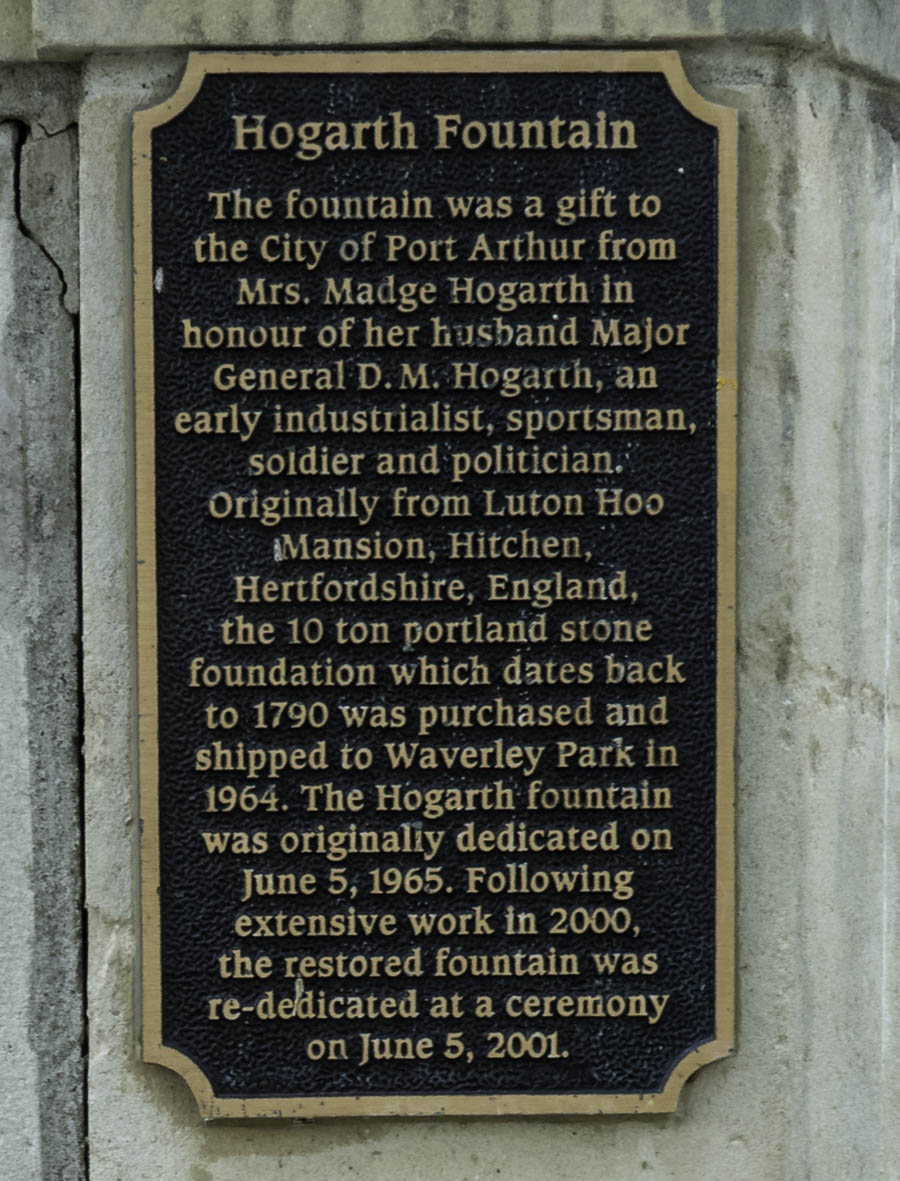 Hogarth Fountain
The fountain was a gift to
the City of Port Arthur from
Mrs. Madge Hogarth in
honour of her husband Major
General D.M. Hogarth, an
early industrialist, sportsman,
soldier and politician.
Originally from Luton Hoo
Mansion, Hitchen,
Hertfordshire, England,
the 10 ton portland stone
foundation which dates back
to 1790 was purchased and
shipped to Waverley Park in
1964. The Hogarth fountain
was originally dedicated on
June 5, 1965. Following
extensive work in 2000,
the restored fountain was
re-dedicated at a ceremony
on June 5, 2001.